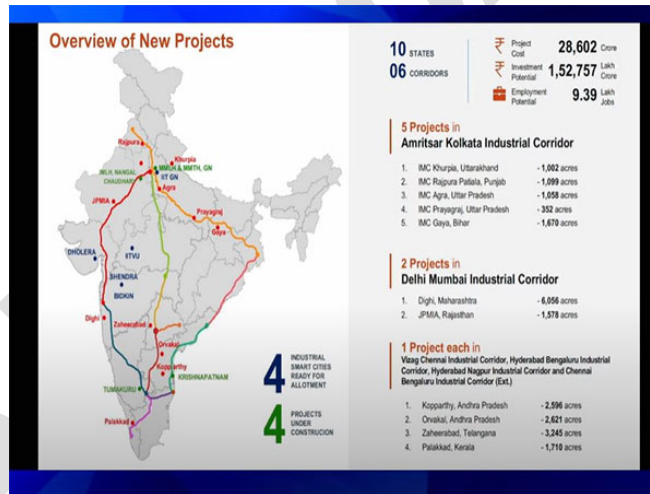 Overview of New Projects
Rajpura
Khurpia
MMLH & MMTH, GN
IIT GN
MLH, NANGAL
CHAUDHARI
Agra
JPMIA
Prayagraj
Gaya
DHOLERA
IITVU
SHENDRA
BIDKIN
Dighi
Zaheerabad
Orvakal
Kopparthy
KRISHNAPATNAM
TUMAKURU
Palakkad
4 INDUSTRIAL
SMART CITIES
READY FOR
ALLOTMENT
4 PROJECTS
UNDER
CONSTRUCION
10 STATES
06 CORRIDORS
₹ Project
Cost 28,602 Crore
₹ Investment
Potential 1,52,757 Lakh
Crore
Employment
Potential 9.39 Lakh
Jobs
5 Projects in
Amritsar Kolkata Industrial Corridor
1. IMC Khurpia, Uttarakhand - 1,002 acres
2. IMC Rajpura Patiala, Punjab - 1,099 acres
3. IMC Agra, Uttar Pradesh - 1,058 acres
4. IMC Prayagraj, Uttar Pradesh - 352 acres
5. IMC Gaya, Bihar - 1,670 acres
2 Projects in
Delhi Mumbai Industrial Corridor
1. Dighi, Maharashtra - 6,056 acres
2. JPMIA, Rajasthan - 1,578 acres
1 Project each in
Vizag Chennai Industrial Corridor, Hyderabad Bengaluru Industrial
Corridor, Hyderabad Nagpur Industrial Corridor and Chennai
Bengaluru Industrial Corridor (Ext.)
1. Kopparthy, Andhra Pradesh - 2,596 acres
2. Orvakal, Andhra Pradesh - 2,621 acres
3. Zaheerabad, Telangana - 3,245 acres
4. Palakkad, Kerala - 1,710 acres